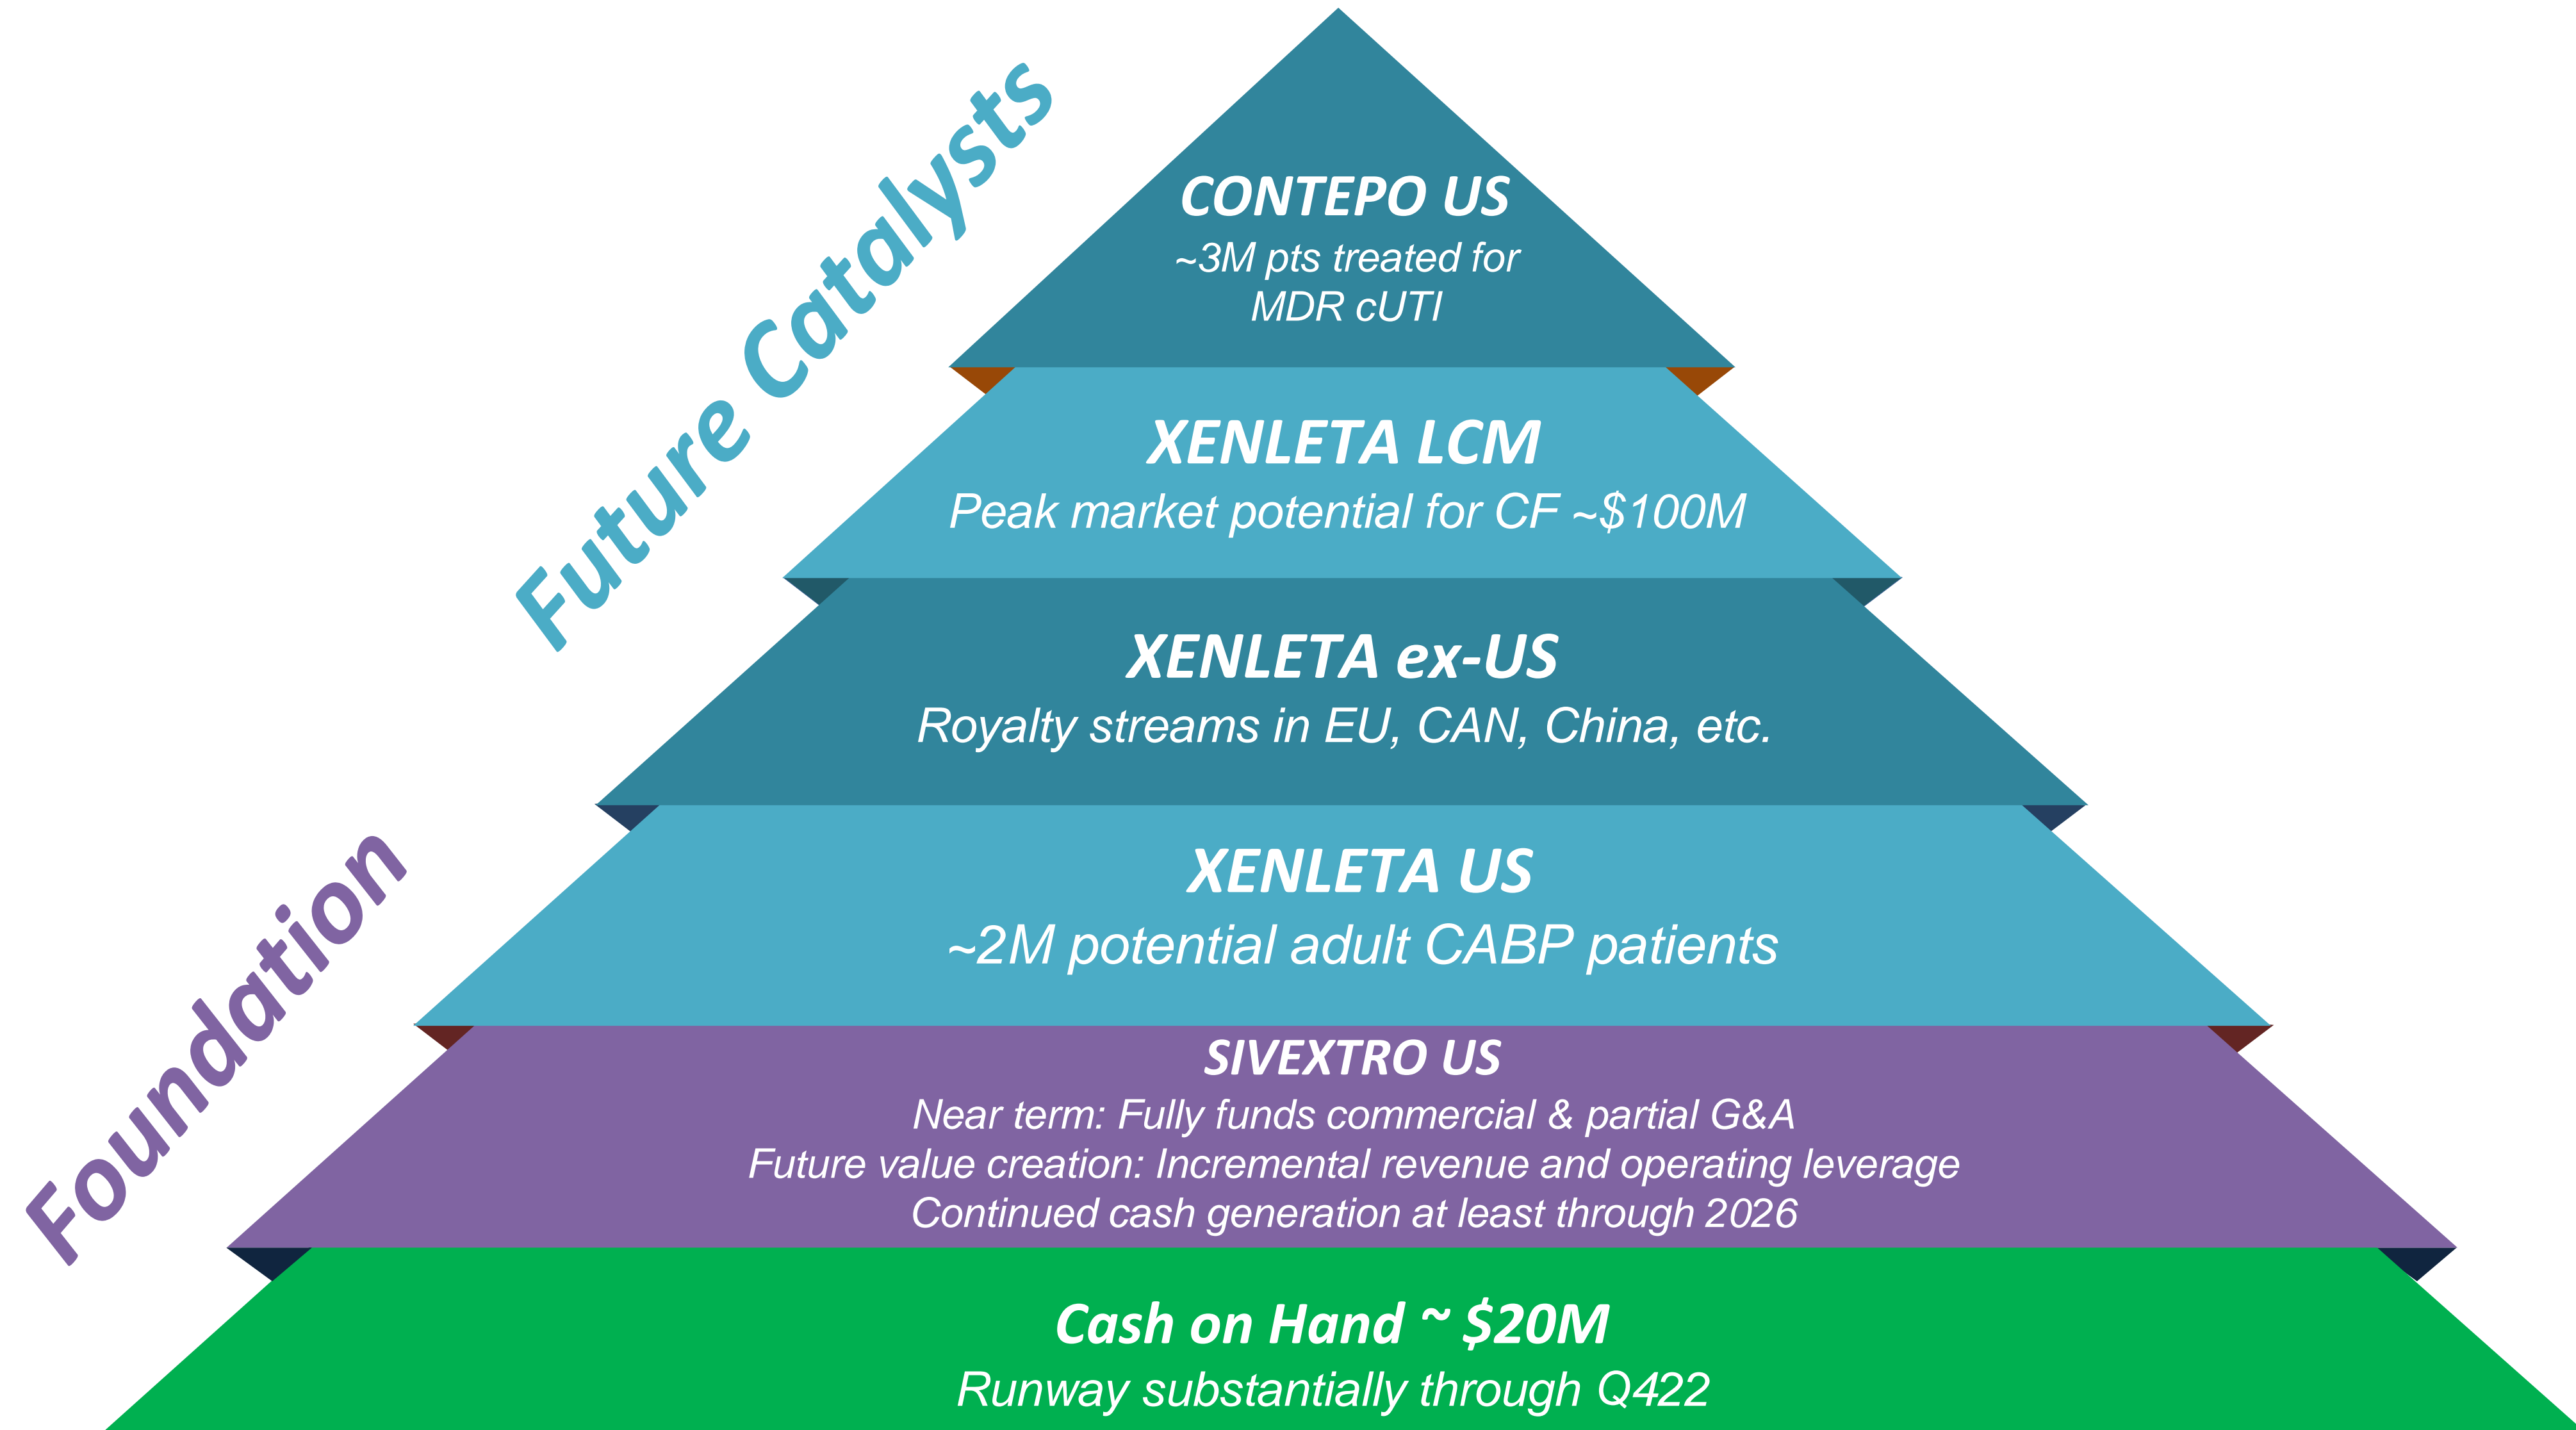 Future Catalysts
CONTEPO US
~3M pts treated for
MDR cUTI
XENLETA LCM
Peak market potential for CF ~$100M
XENLETA ex-US
Royalty streams in EU, CAN, China, etc.
Foundation
XENLETA US
~2M potential adult CABP patients
SIVEXTRO US
Near term: Fully funds commercial & partial G&A
Future value creation: Incremental revenue and operating leverage
Continued cash generation at least through 2026
Cash on Hand ~ $20M
Runway substantially through Q422